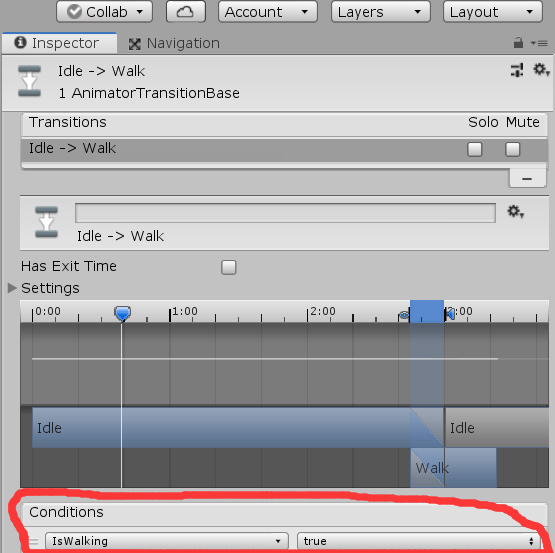 Collab Account Layers Layout
Inspector Navigation
Idle -> Walk
1 AnimatorTransitionBase
Transitions Solo Mute
Idle -> Walk
Idle -> Walk
Has Exit Time
Settings
0:00 1:00 2:00 3:00
Idle Idle
Walk
Conditions
IsWalking true